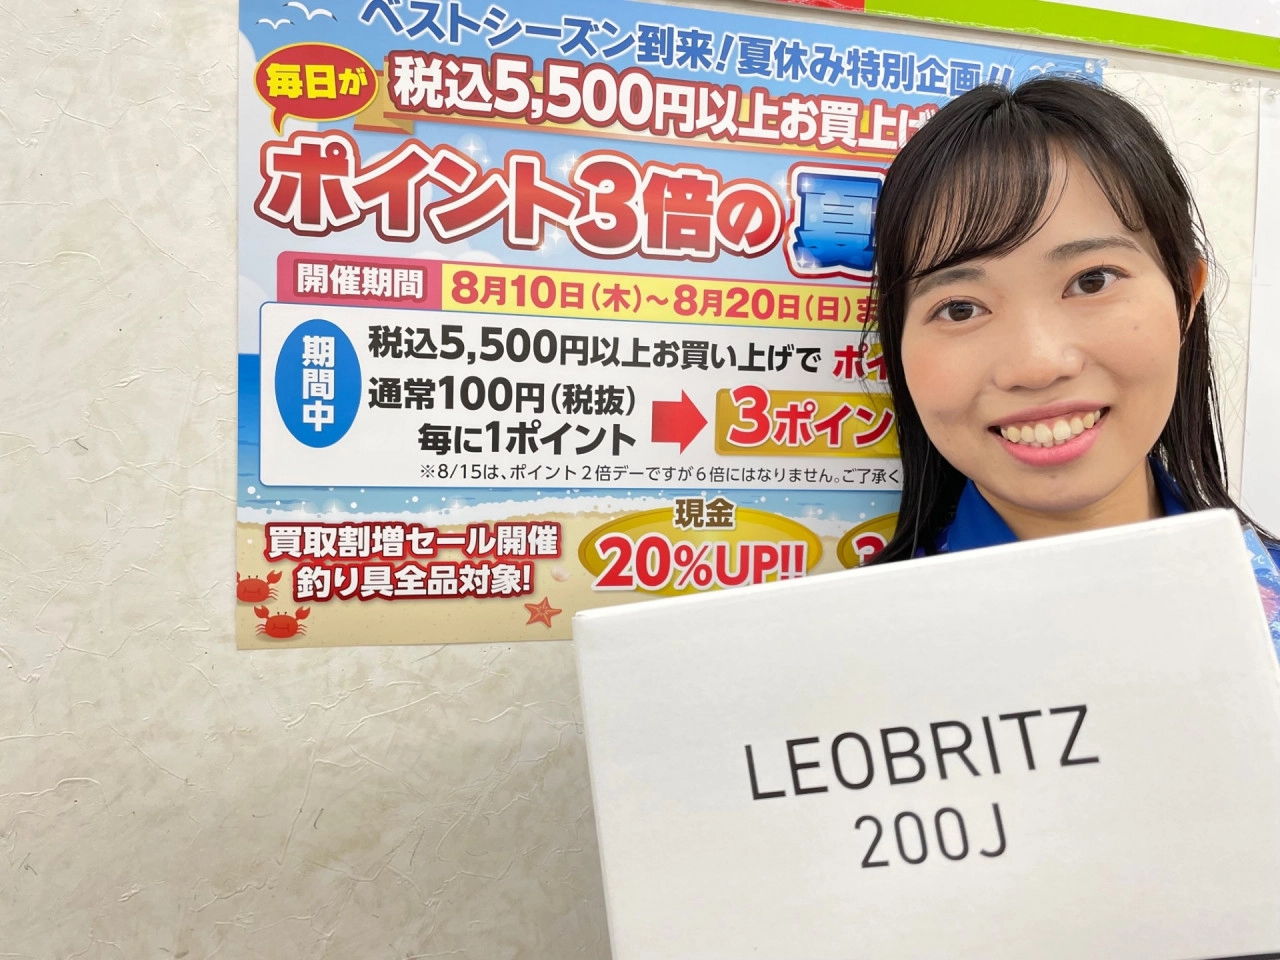 ベストシーズン到来!夏休み特別企画!!
毎日が
税込5,500円以上お買上げ
ポイント3倍の夏
開催期間
8月10日(木)~8月20日(日)ま
期間中
税込5,500円以上お買い上げで ポイ
通常100円(税抜)
毎に1ポイント
3ポイン
※8/15は、ポイント2倍デーですが6倍にはなりません。ご了承く
買取割増セール開催
釣り具全品対象!
現金
20%UP!!
LEOBRITZ
200J